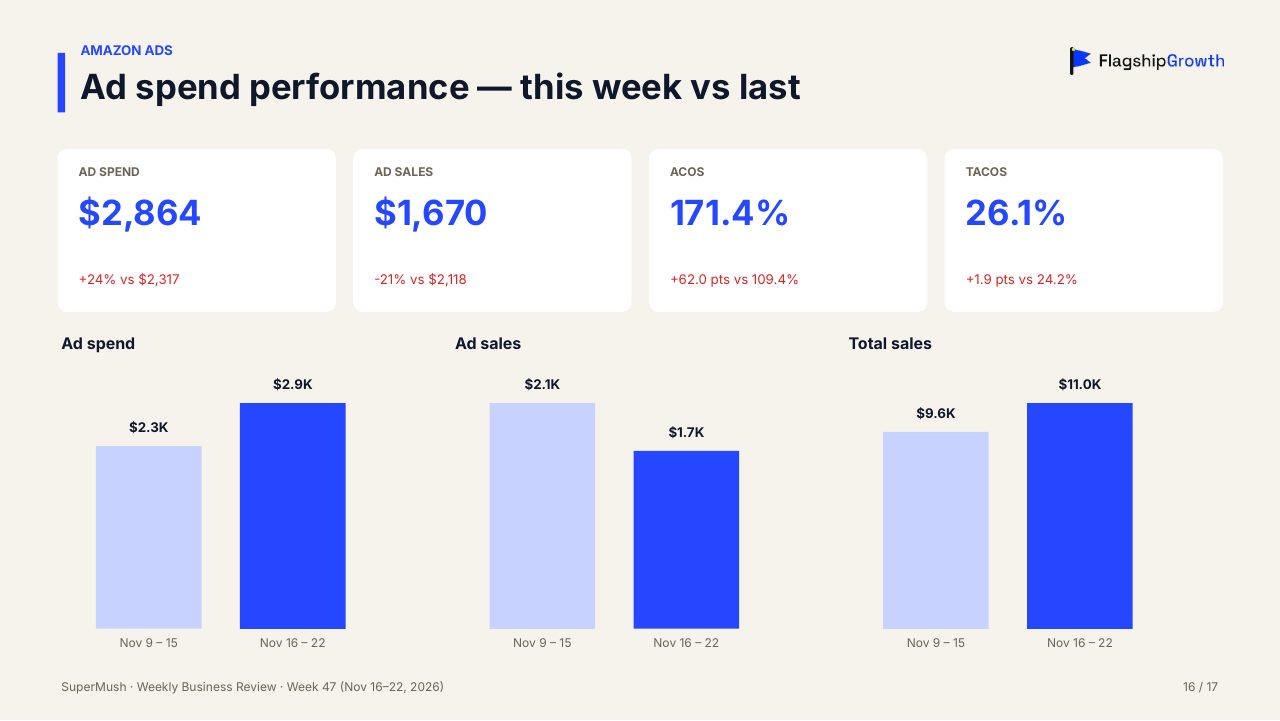 AMAZON ADS
Ad spend performance — this week vs last
FlagshipGrowth
AD SPEND
$2,864
+24% vs $2,317
AD SALES
$1,670
-21% vs $2,118
ACOS
171.4%
+62.0 pts vs 109.4%
TACOS
26.1%
+1.9 pts vs 24.2%
Ad spend
$2.3K
$2.9K
Nov 9 – 15
Nov 16 – 22
Ad sales
$2.1K
$1.7K
Nov 9 – 15
Nov 16 – 22
Total sales
$9.6K
$11.0K
Nov 9 – 15
Nov 16 – 22
SuperMush · Weekly Business Review · Week 47 (Nov 16–22, 2026)
16 / 17